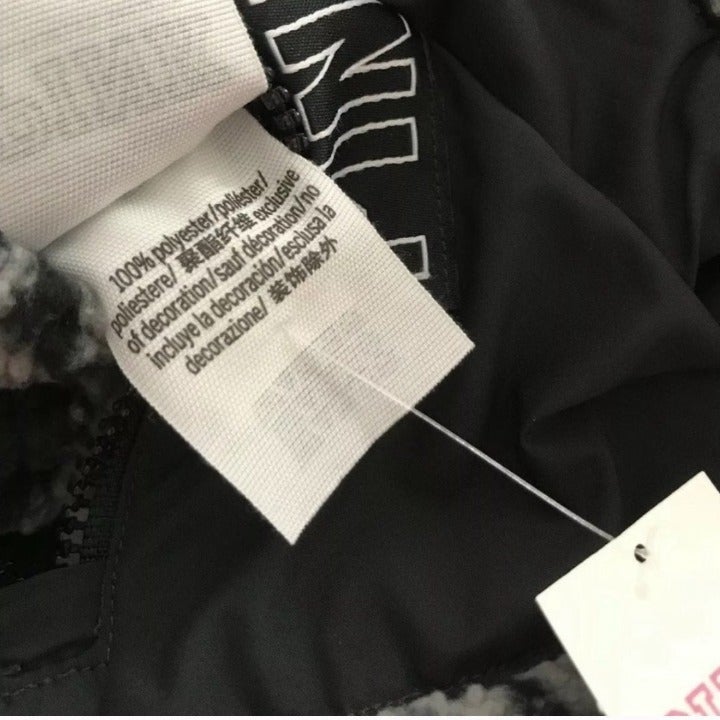 100% polyester/poliéster/
poliestere/ 聚酯纤维 exclusive
of decoration/sauf décoration/no
incluye la decoración/esclusa la
decorazione/ 装饰除外